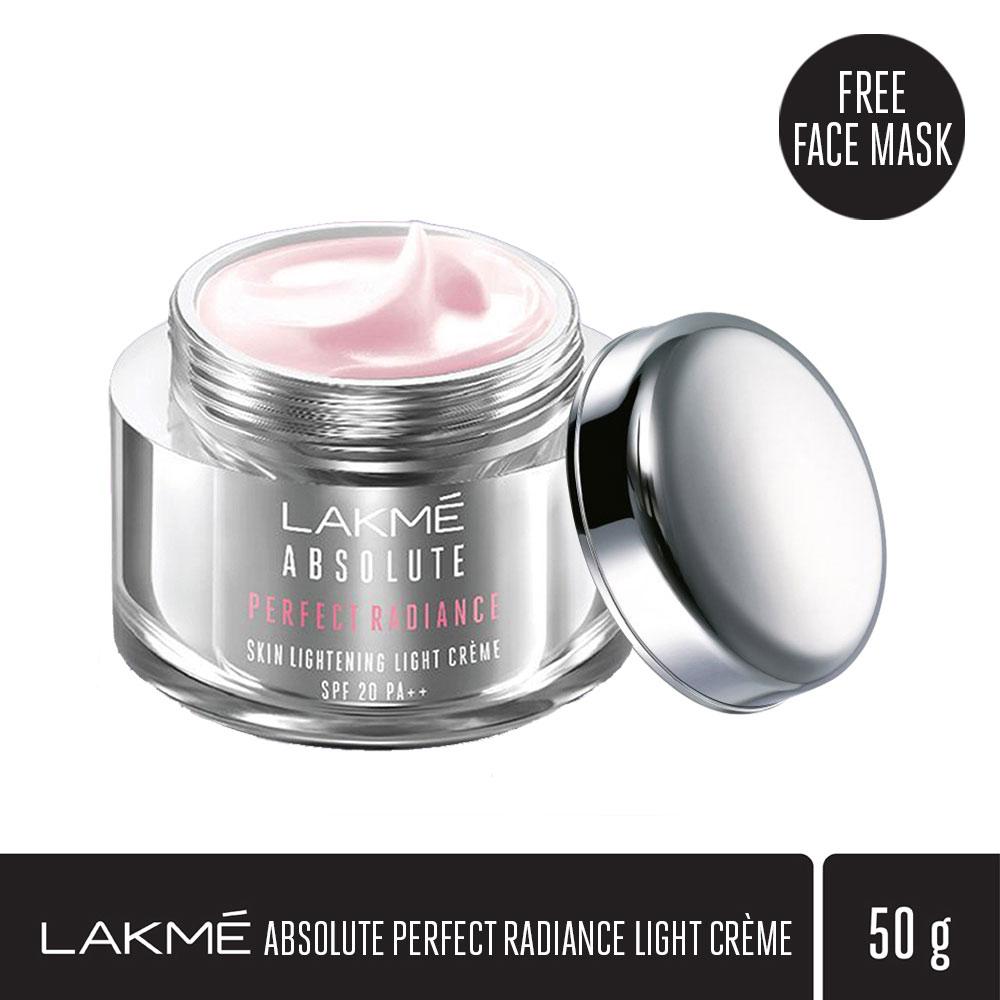 FREE
FACE MASK
LAKMÉ
ABSOLUTE
PERFECT RADIANCE
SKIN LIGHTENING LIGHT CRÈME
SPF 20 PA++
LAKMÉ ABSOLUTE PERFECT RADIANCE LIGHT CRÈME
50 g